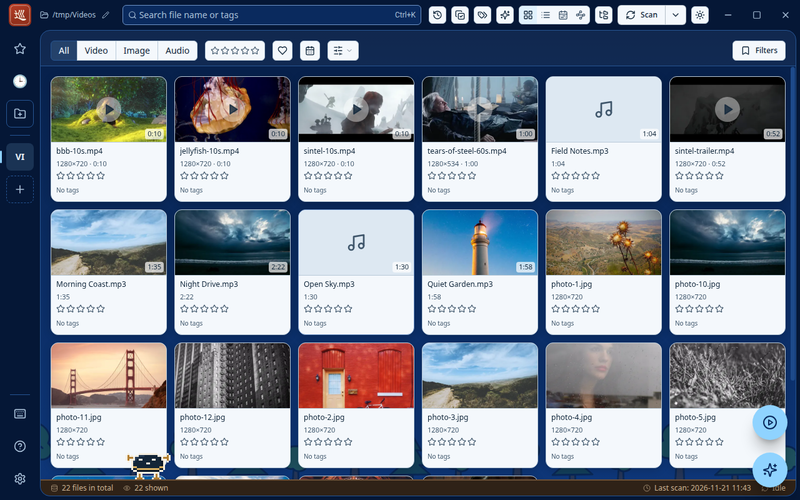 /tmp/Videos
Search file name or tags
Ctrl+K
Scan
All
Video
Image
Audio
Filters
VI
0:10
0:10
0:10
1:00
1:04
0:52
bbb-10s.mp4
jellyfish-10s.mp4
sintel-10s.mp4
tears-of-steel-60s.mp4
Field Notes.mp3
sintel-trailer.mp4
1280×720 · 0:10
1280×720 · 0:10
1280×720 · 0:10
1280×534 · 1:00
1:04
1280×720 · 0:52
No tags
No tags
No tags
No tags
No tags
No tags
1:35
2:22
1:30
1:58
Morning Coast.mp3
Night Drive.mp3
Open Sky.mp3
Quiet Garden.mp3
photo-1.jpg
photo-10.jpg
1:35
2:22
1:30
1:58
1280×720
1280×720
No tags
No tags
No tags
No tags
No tags
No tags
photo-11.jpg
photo-12.jpg
photo-2.jpg
photo-3.jpg
photo-4.jpg
photo-5.jpg
1280×720
1280×720
1280×720
1280×720
1280×720
1280×720
No tags
No tags
No tags
No tags
No tags
No tags
22 files in total
22 shown
Last scan: 2026-11-21 11:43
Idle